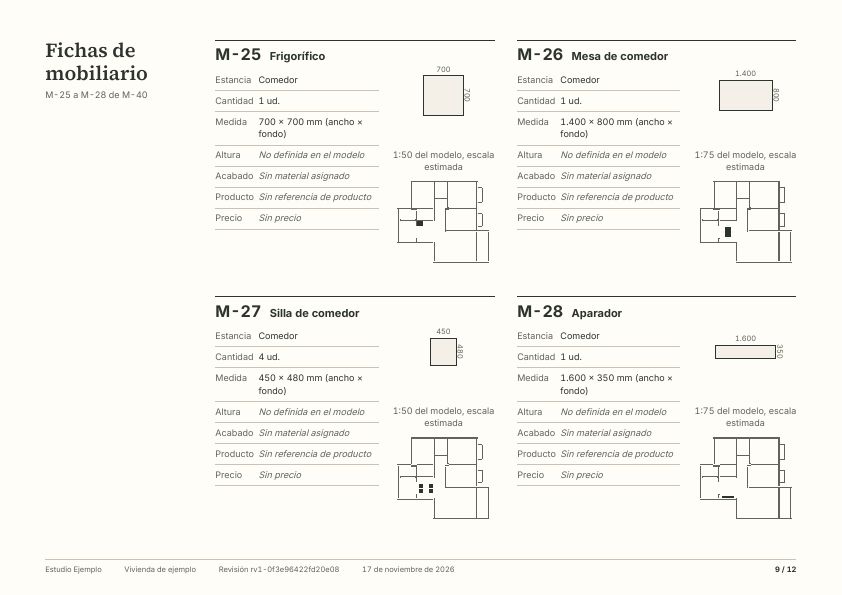 Fichas de
mobiliario
M-25 a M-28 de M-40
M-25 Frigorífico
Estancia Comedor
Cantidad 1 ud.
Medida 700 × 700 mm (ancho ×
fondo)
Altura No definida en el modelo
Acabado Sin material asignado
Producto Sin referencia de producto
Precio Sin precio
700
700
1:50 del modelo, escala
estimada
M-26 Mesa de comedor
Estancia Comedor
Cantidad 1 ud.
Medida 1.400 × 800 mm (ancho ×
fondo)
Altura No definida en el modelo
Acabado Sin material asignado
Producto Sin referencia de producto
Precio Sin precio
1.400
800
1:75 del modelo, escala
estimada
M-27 Silla de comedor
Estancia Comedor
Cantidad 4 ud.
Medida 450 × 480 mm (ancho ×
fondo)
Altura No definida en el modelo
Acabado Sin material asignado
Producto Sin referencia de producto
Precio Sin precio
450
480
1:50 del modelo, escala
estimada
M-28 Aparador
Estancia Comedor
Cantidad 1 ud.
Medida 1.600 × 350 mm (ancho ×
fondo)
Altura No definida en el modelo
Acabado Sin material asignado
Producto Sin referencia de producto
Precio Sin precio
1.600
350
1:75 del modelo, escala
estimada
Estudio Ejemplo Vivienda de ejemplo Revisión rv1-0f3e96422fd20e08 17 de noviembre de 2026 9 / 12